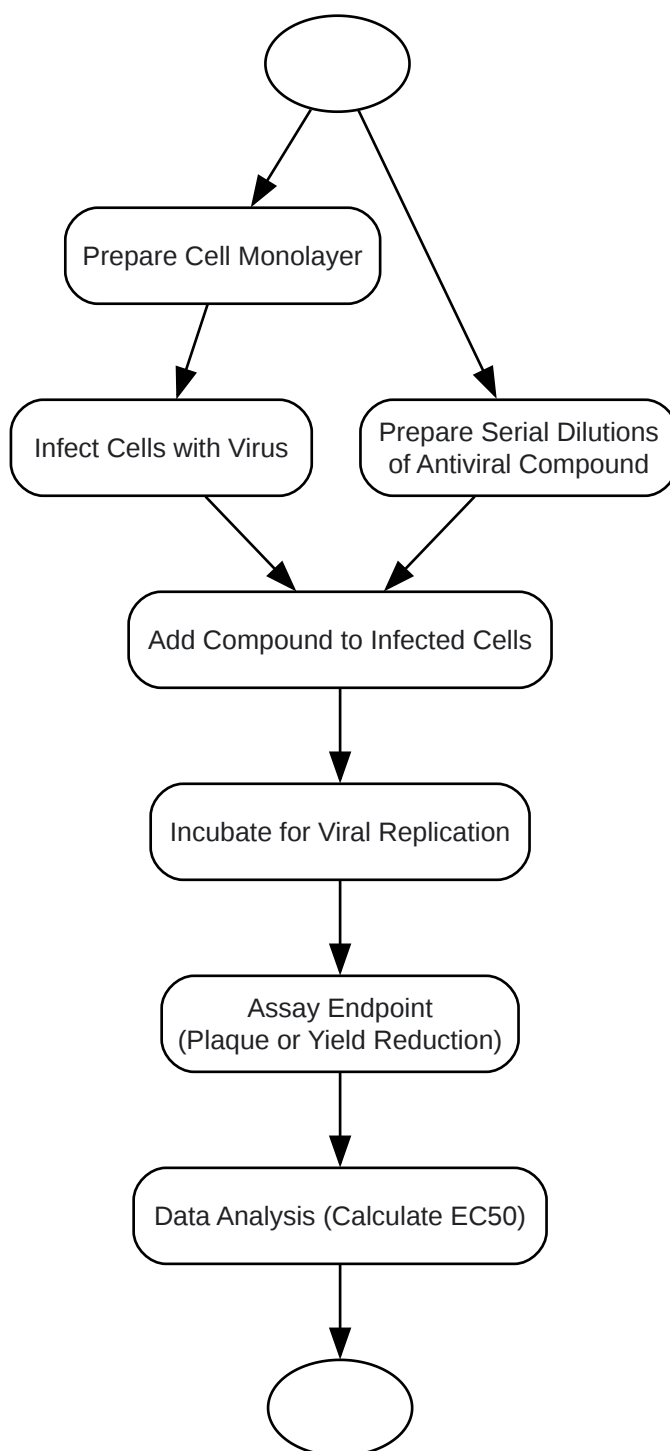 Prepare Cell Monolayer
Infect Cells with Virus
Prepare Serial Dilutions
of Antiviral Compound
Add Compound to Infected Cells
Incubate for Viral Replication
Assay Endpoint
(Plaque or Yield Reduction)
Data Analysis (Calculate EC50)